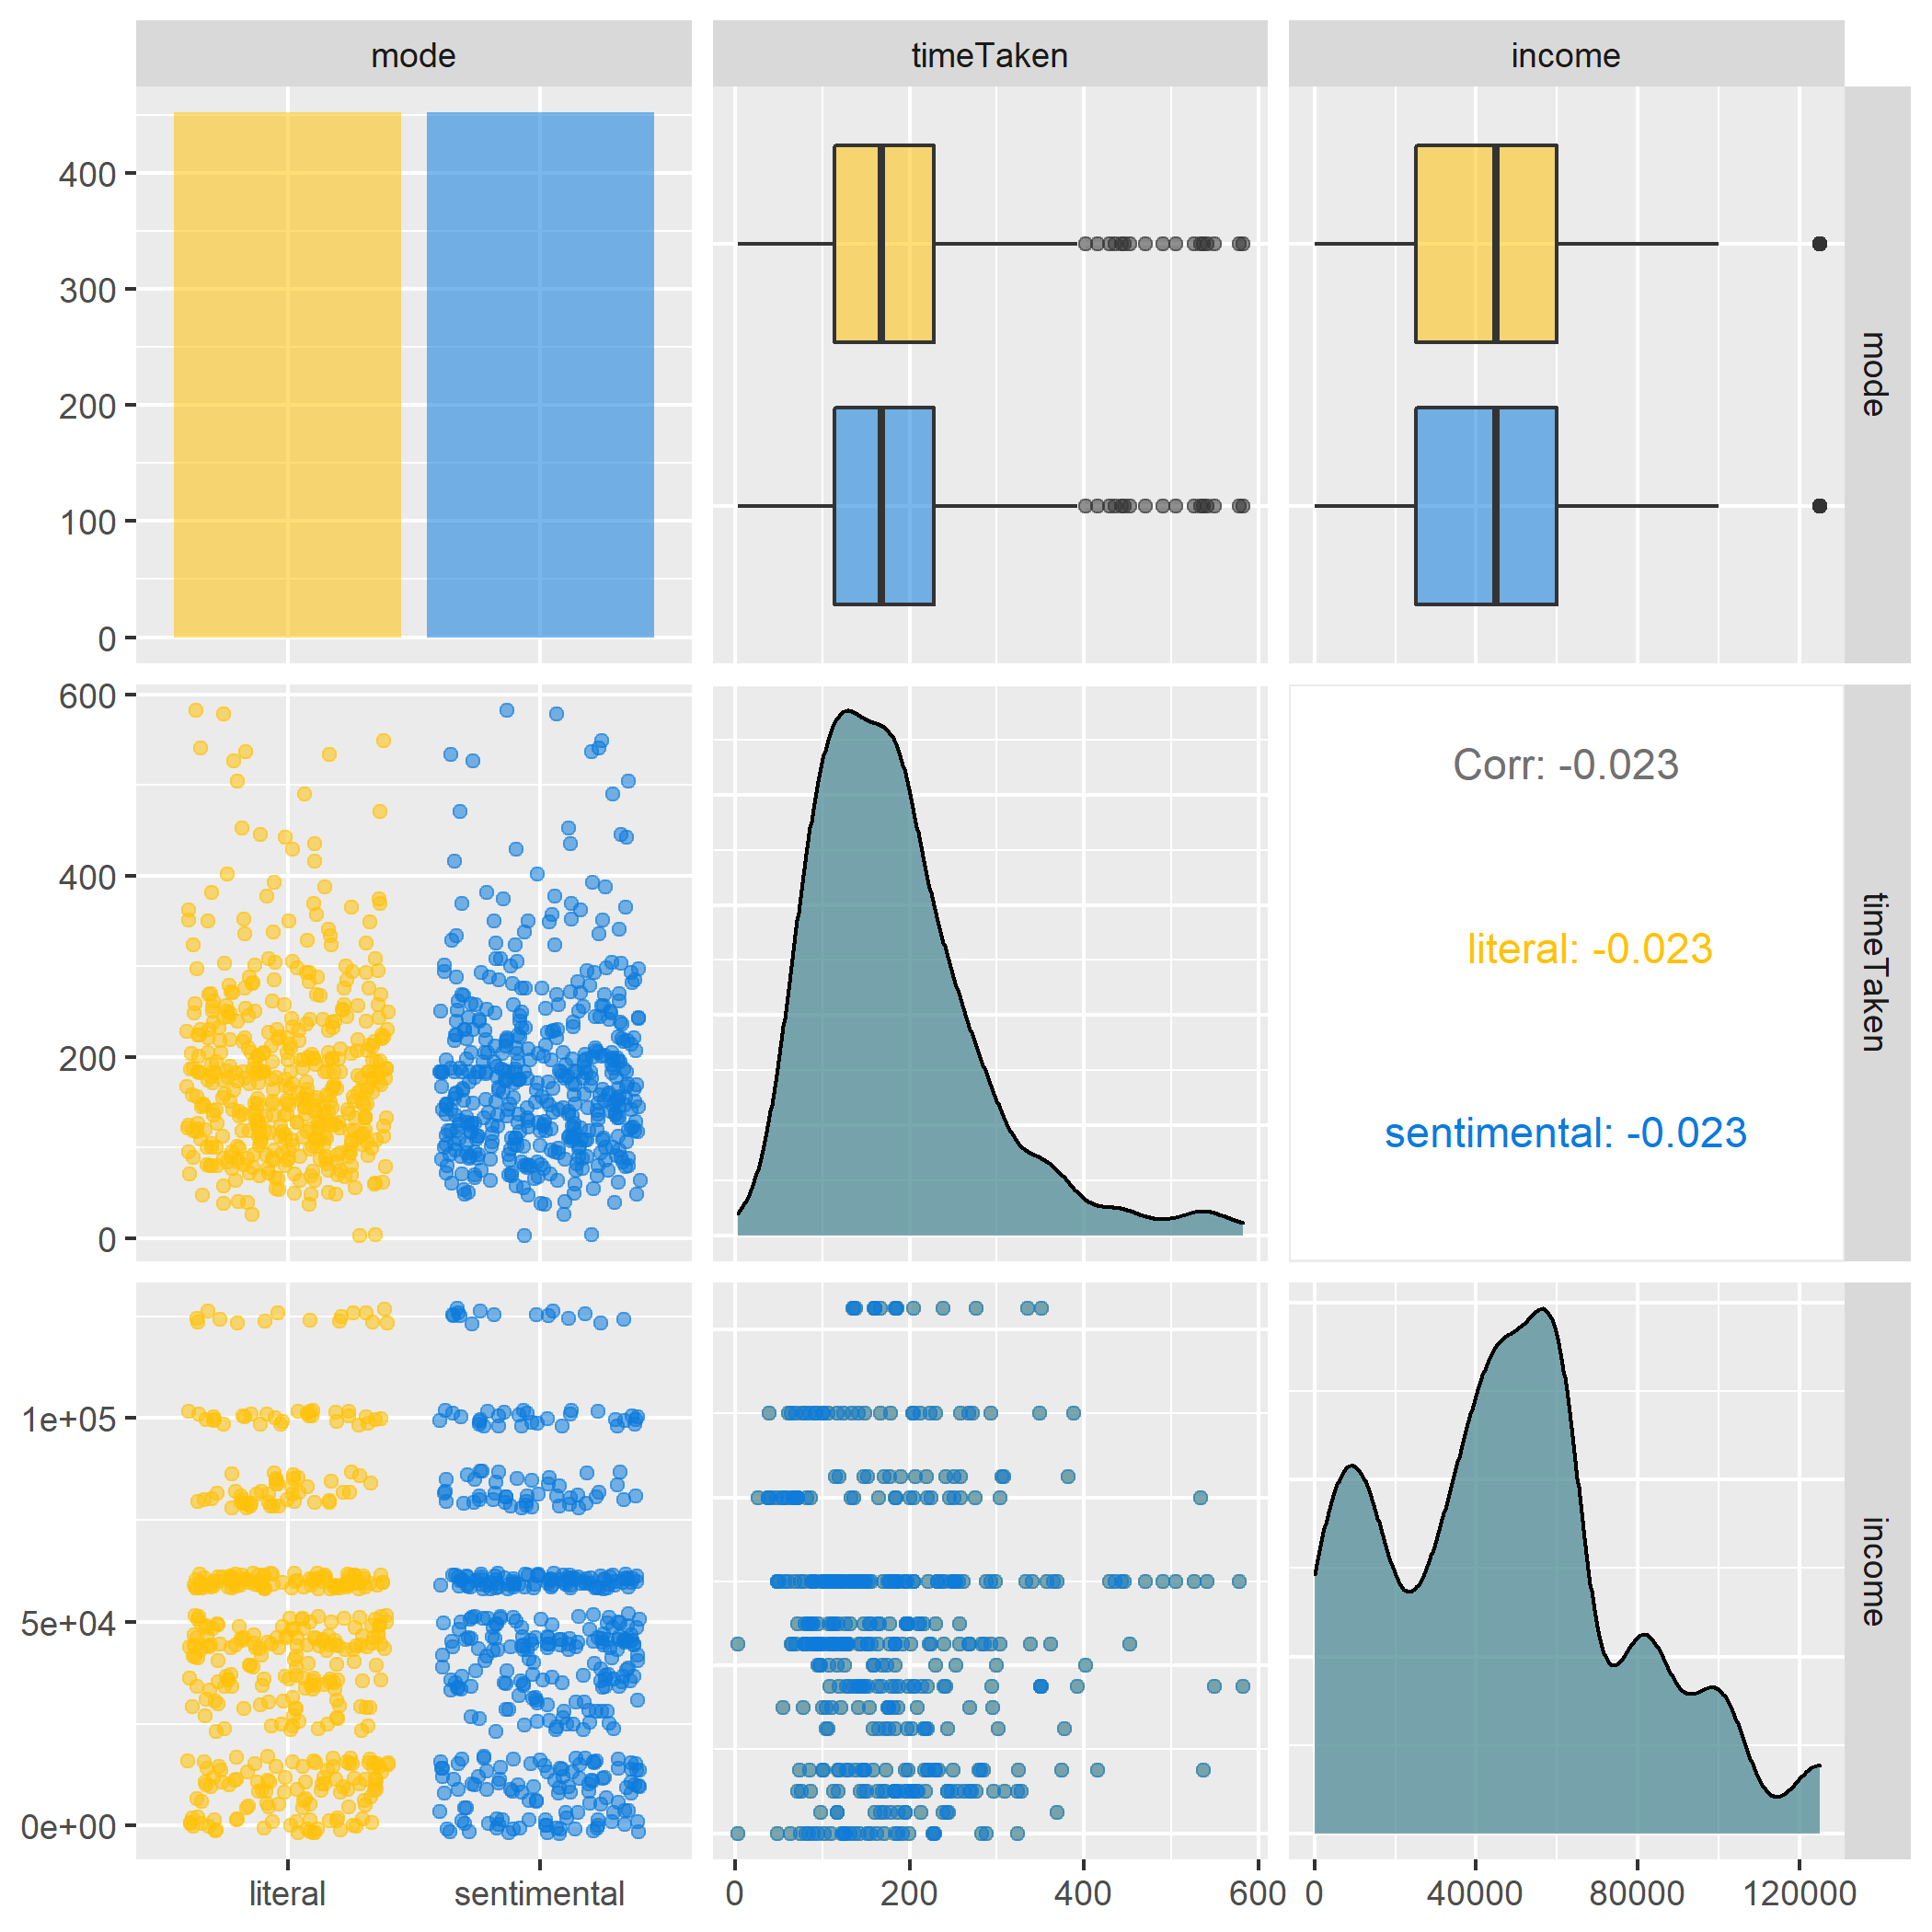 mode
timeTaken
income
400
300
200
100
0
mode
600
400
200
0
Corr: -0.023
literal: -0.023
sentimental: -0.023
timeTaken
1e+05
5e+04
0e+00
income
literal
sentimental
0
200
400
600
0
40000
80000
120000